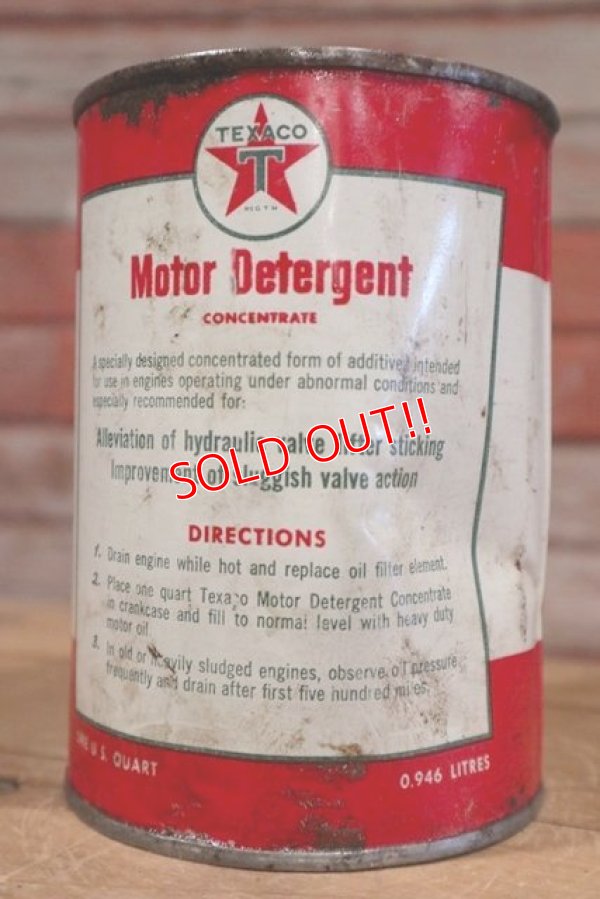 TEXACO
T
Motor Detergent
CONCENTRATE
A specially designed concentrated form of additives intended
for use in engines operating under abnormal conditions and
especially recommended for:
Alleviation of hydraulic valve lifter sticking
Improvement of sluggish valve action
SOLD OUT!!
DIRECTIONS
1. Drain engine while hot and replace oil filter element.
2. Place one quart Texaco Motor Detergent Concentrate
in crankcase and fill to normal level with heavy duty
motor oil
3. In old or heavily sludged engines, observe oil pressure
frequently and drain after first five hundred miles.
ONE U.S. QUART
0.946 LITRES